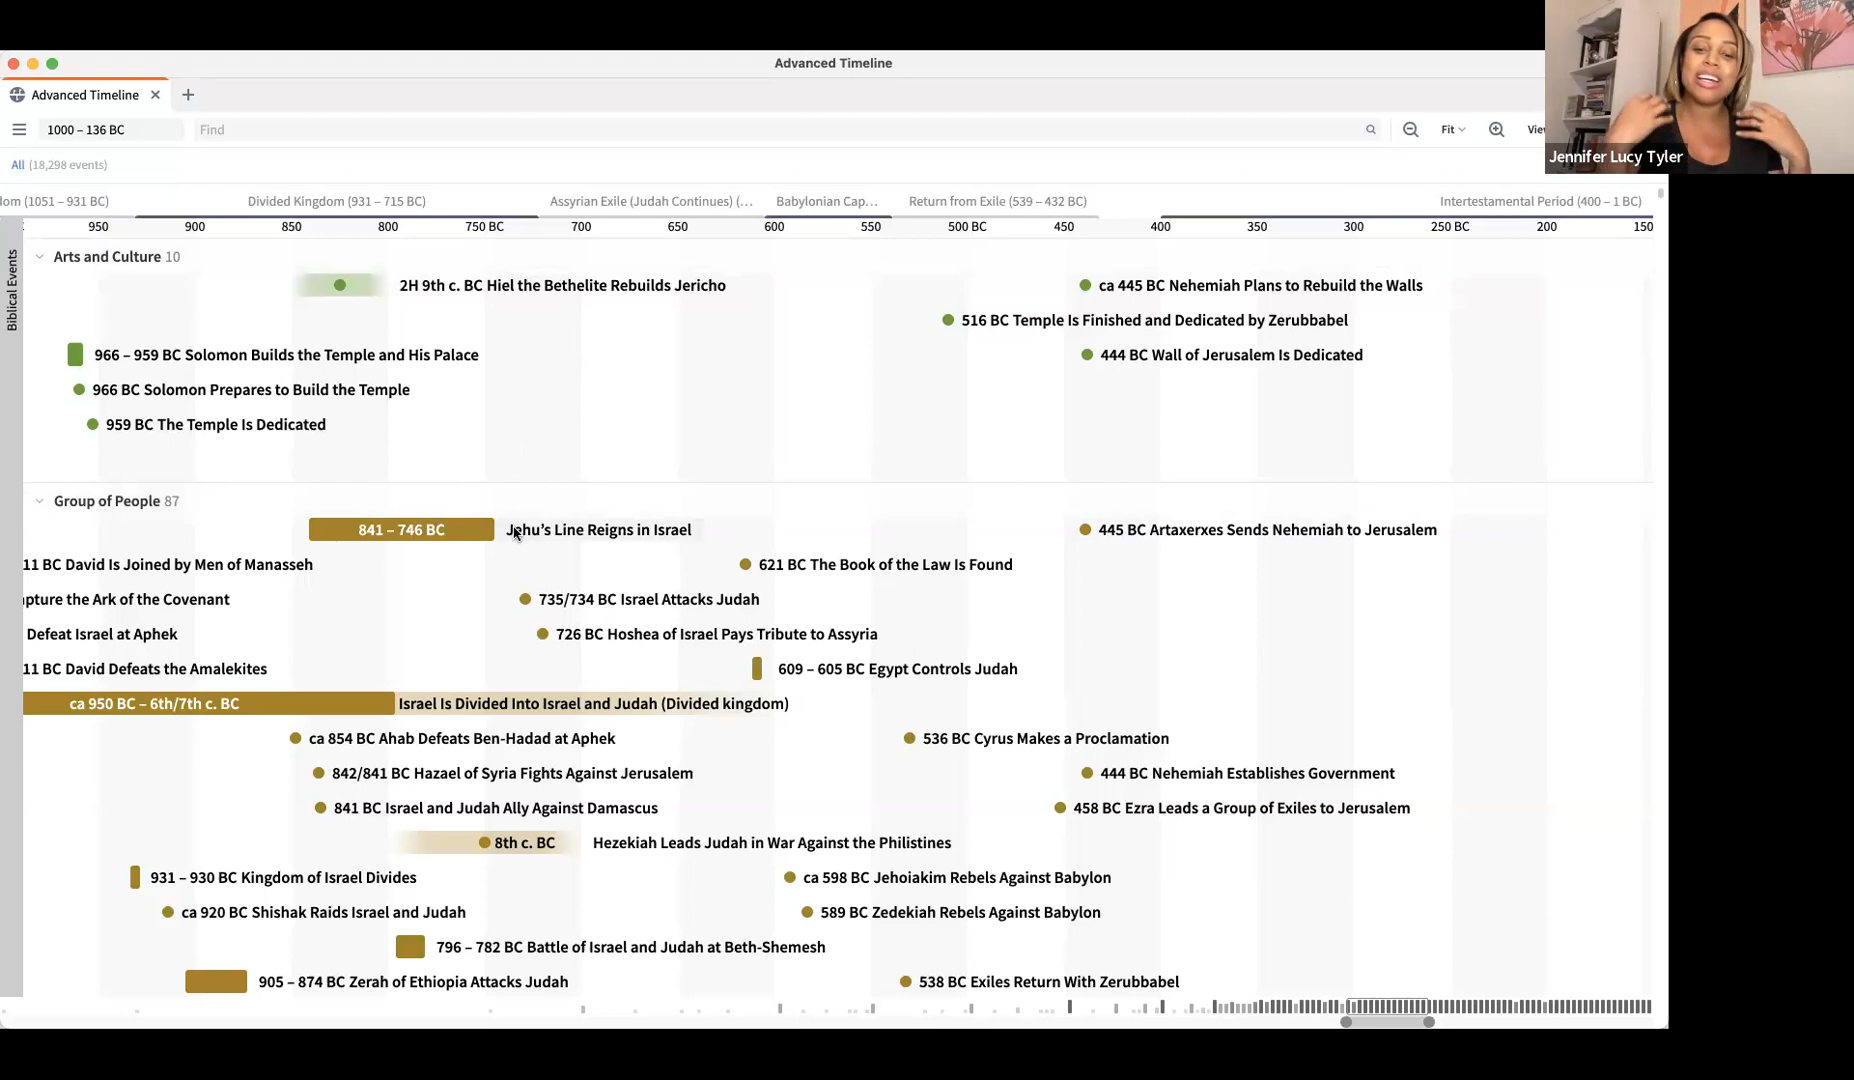 Advanced Timeline
Advanced Timeline
1000 – 136 BC
Find
Fit
Jennifer Lucy Tyler
All (18,298 events)
dom (1051 – 931 BC)
Divided Kingdom (931 – 715 BC)
Assyrian Exile (Judah Continues) (…
Babylonian Cap…
Return from Exile (539 – 432 BC)
Intertestamental Period (400 – 1 BC)
950 900 850 800 750 BC 700 650 600 550 500 BC 450 400 350 300 250 BC 200 150
Biblical Events
Arts and Culture 10
2H 9th c. BC Hiel the Bethelite Rebuilds Jericho
ca 445 BC Nehemiah Plans to Rebuild the Walls
516 BC Temple Is Finished and Dedicated by Zerubbabel
966 – 959 BC Solomon Builds the Temple and His Palace
444 BC Wall of Jerusalem Is Dedicated
966 BC Solomon Prepares to Build the Temple
959 BC The Temple Is Dedicated
Group of People 87
841 – 746 BC Jehu's Line Reigns in Israel
445 BC Artaxerxes Sends Nehemiah to Jerusalem
11 BC David Is Joined by Men of Manasseh
621 BC The Book of the Law Is Found
pture the Ark of the Covenant
735/734 BC Israel Attacks Judah
Defeat Israel at Aphek
726 BC Hoshea of Israel Pays Tribute to Assyria
11 BC David Defeats the Amalekites
609 – 605 BC Egypt Controls Judah
ca 950 BC – 6th/7th c. BC Israel Is Divided Into Israel and Judah (Divided kingdom)
ca 854 BC Ahab Defeats Ben-Hadad at Aphek
536 BC Cyrus Makes a Proclamation
842/841 BC Hazael of Syria Fights Against Jerusalem
444 BC Nehemiah Establishes Government
841 BC Israel and Judah Ally Against Damascus
458 BC Ezra Leads a Group of Exiles to Jerusalem
8th c. BC Hezekiah Leads Judah in War Against the Philistines
931 – 930 BC Kingdom of Israel Divides
ca 598 BC Jehoiakim Rebels Against Babylon
ca 920 BC Shishak Raids Israel and Judah
589 BC Zedekiah Rebels Against Babylon
796 – 782 BC Battle of Israel and Judah at Beth-Shemesh
905 – 874 BC Zerah of Ethiopia Attacks Judah
538 BC Exiles Return With Zerubbabel